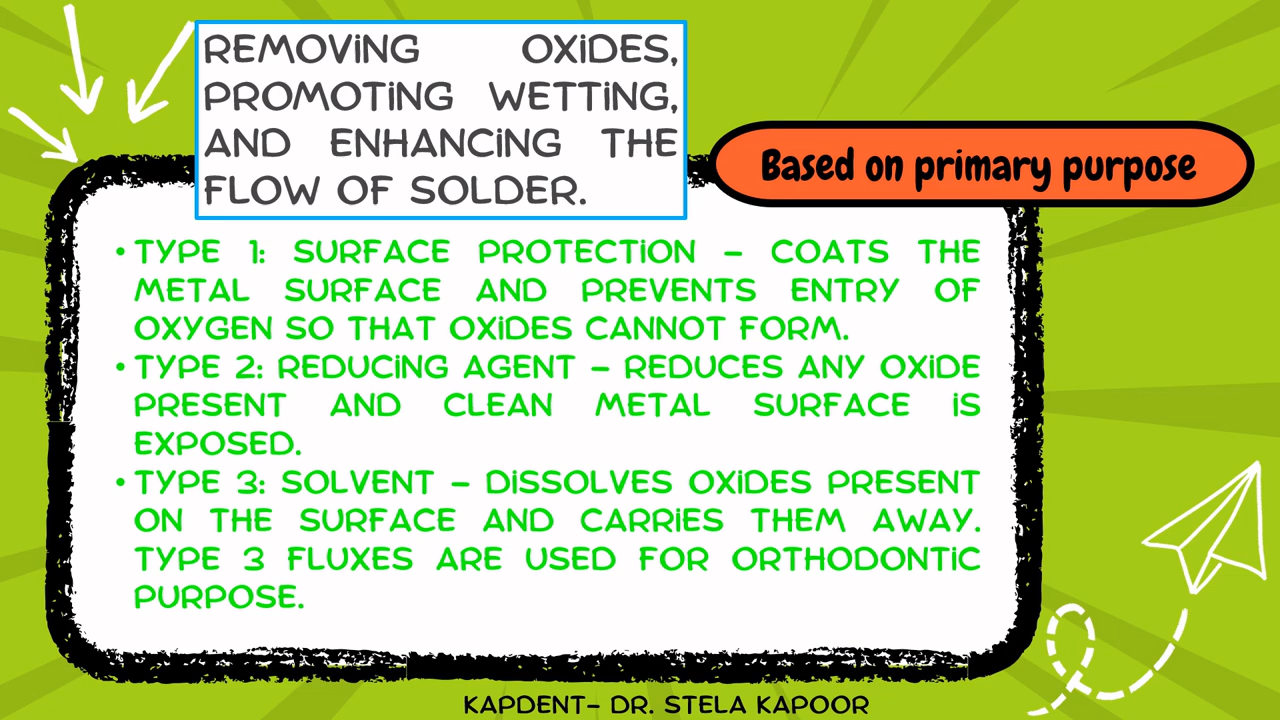 REMOVING OXIDES,
PROMOTING WETTING,
AND ENHANCING THE
FLOW OF SOLDER.
Based on primary purpose
• TYPE 1: SURFACE PROTECTION – COATS THE
METAL SURFACE AND PREVENTS ENTRY OF
OXYGEN SO THAT OXIDES CANNOT FORM.
• TYPE 2: REDUCING AGENT – REDUCES ANY OXIDE
PRESENT AND CLEAN METAL SURFACE IS
EXPOSED.
• TYPE 3: SOLVENT – DISSOLVES OXIDES PRESENT
ON THE SURFACE AND CARRIES THEM AWAY.
TYPE 3 FLUXES ARE USED FOR ORTHODONTIC
PURPOSE.
KAPDENT– DR. STELA KAPOOR